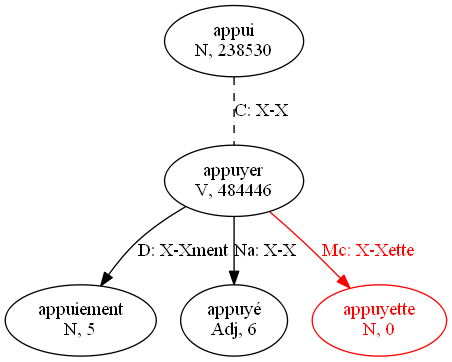 appui
N, 238530
C: X-X
appuyer
V, 484446
D: X-Xment
Na: X-X
Mc: X-Xette
appuiement
N, 5
appuyé
Adj, 6
appuyette
N, 0